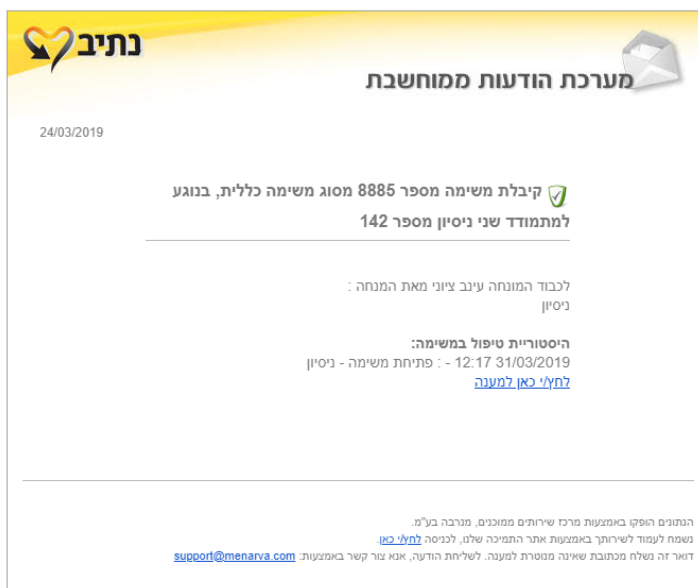 נתיב
מערכת הודעות ממוחשבת
24/03/2019
קיבלת משימה מספר 8885 מסוג משימה כללית, בנוגע
למתמודד שני ניסיון מספר 142
לכבוד המונחה עינב ציוני מאת המנחה :
ניסיון
היסטוריית טיפול במשימה:
31/03/2019 12:17 - : פתיחת משימה - ניסיון
לחץ/י כאן למענה
הנתונים הופקו באמצעות מרכז שירותים ממוכנים, מנרבה בע"מ.
נשמח לעמוד לשירותך באמצעות אתר התמיכה שלנו, לכניסה לחץ/י כאן.
דואר זה נשלח מכתובת שאינה מנוטרת למענה. לשליחת הודעה, אנא צור קשר באמצעות: support@menarva.com